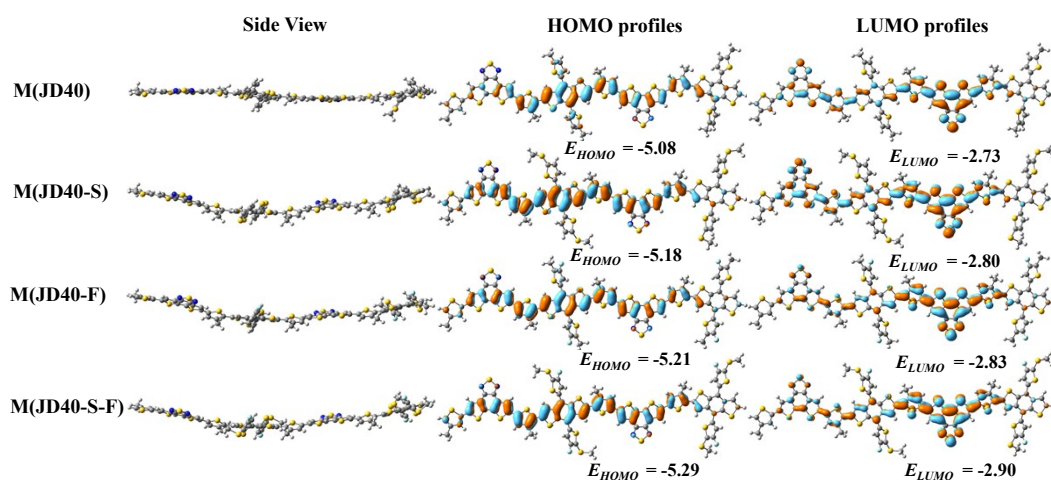 Side View HOMO profiles LUMO profiles
M(JD40)
E_HOMO = -5.08 E_LUMO = -2.73
M(JD40-S)
E_HOMO = -5.18 E_LUMO = -2.80
M(JD40-F)
E_HOMO = -5.21 E_LUMO = -2.83
M(JD40-S-F)
E_HOMO = -5.29 E_LUMO = -2.90